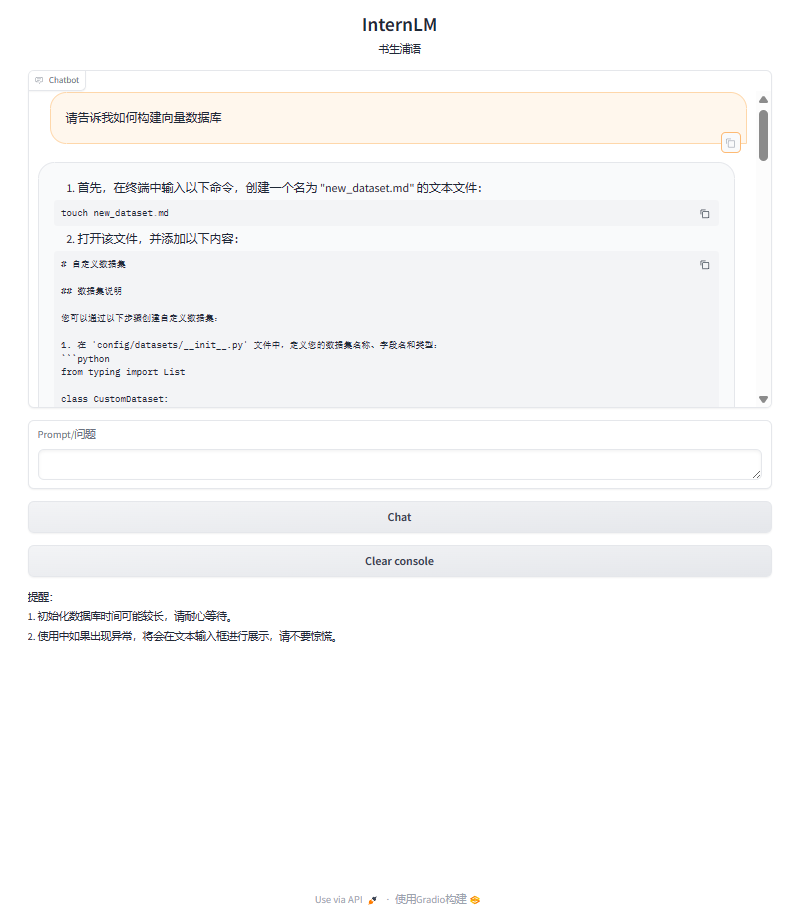 InternLM
书生浦语
Chatbot
请告诉我如何构建向量数据库
1. 首先，在终端中输入以下命令，创建一个名为 "new_dataset.md" 的文本文件：
touch new_dataset.md
2. 打开该文件，并添加以下内容：
# 自定义数据集
## 数据集说明
您可以通过以下步骤创建自定义数据集：
1. 在 `config/datasets/__init__.py` 文件中，定义您的数据集名称、字段名和类型：
```python
from typing import List
class CustomDataset:
Prompt/问题
Chat
Clear console
提醒：
1. 初始化数据库时间可能较长，请耐心等待。
2. 使用中如果出现异常，将会在文本输入框进行展示，请不要惊慌。
Use via API · 使用Gradio构建